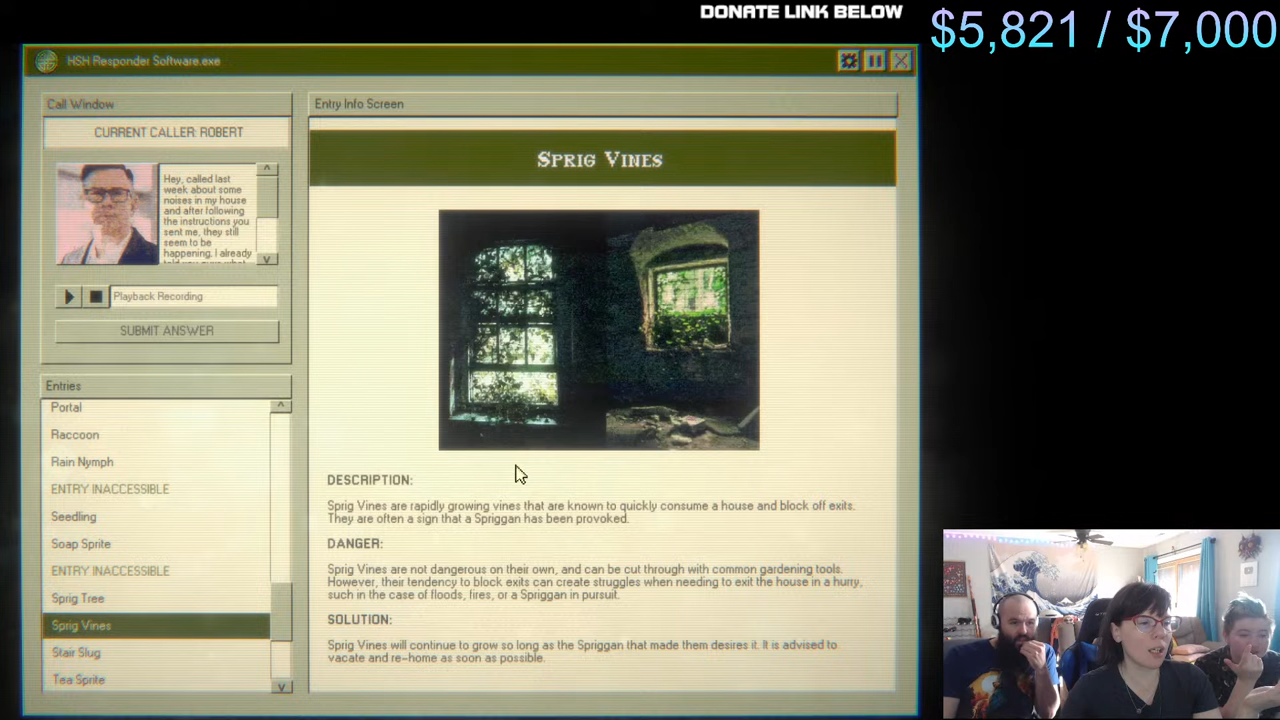 DONATE LINK BELOW
$5,821 / $7,000
HSH Responder Software.exe
Call Window
CURRENT CALLER: ROBERT
Hey, called last
week about some
noises in my house
and after following
the instructions you
sent me, they still
seem to be
happening. I already
Playback Recording
SUBMIT ANSWER
Entries
Portal
Raccoon
Rain Nymph
ENTRY INACCESSIBLE
Seedling
Soap Sprite
ENTRY INACCESSIBLE
Sprig Tree
Sprig Vines
Stair Slug
Tea Sprite
Entry Info Screen
SPRIG VINES
DESCRIPTION:
Sprig Vines are rapidly growing vines that are known to quickly consume a house and block off exits.
They are often a sign that a Spriggan has been provoked.
DANGER:
Sprig Vines are not dangerous on their own, and can be cut through with common gardening tools.
However, their tendency to block exits can create struggles when needing to exit the house in a hurry,
such in the case of floods, fires, or a Spriggan in pursuit.
SOLUTION:
Sprig Vines will continue to grow so long as the Spriggan that made them desires it. It is advised to
vacate and re-home as soon as possible.